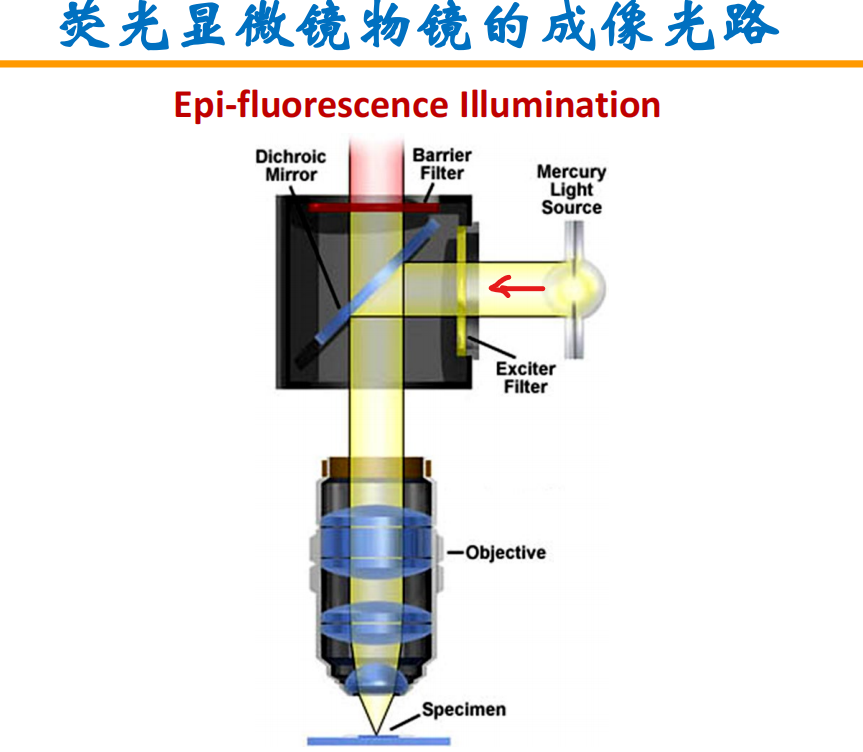 荧光显微镜物镜的成像光路
Epi-fluorescence Illumination
Dichroic
Mirror
Barrier
Filter
Mercury
Light
Source
Exciter
Filter
Objective
Specimen